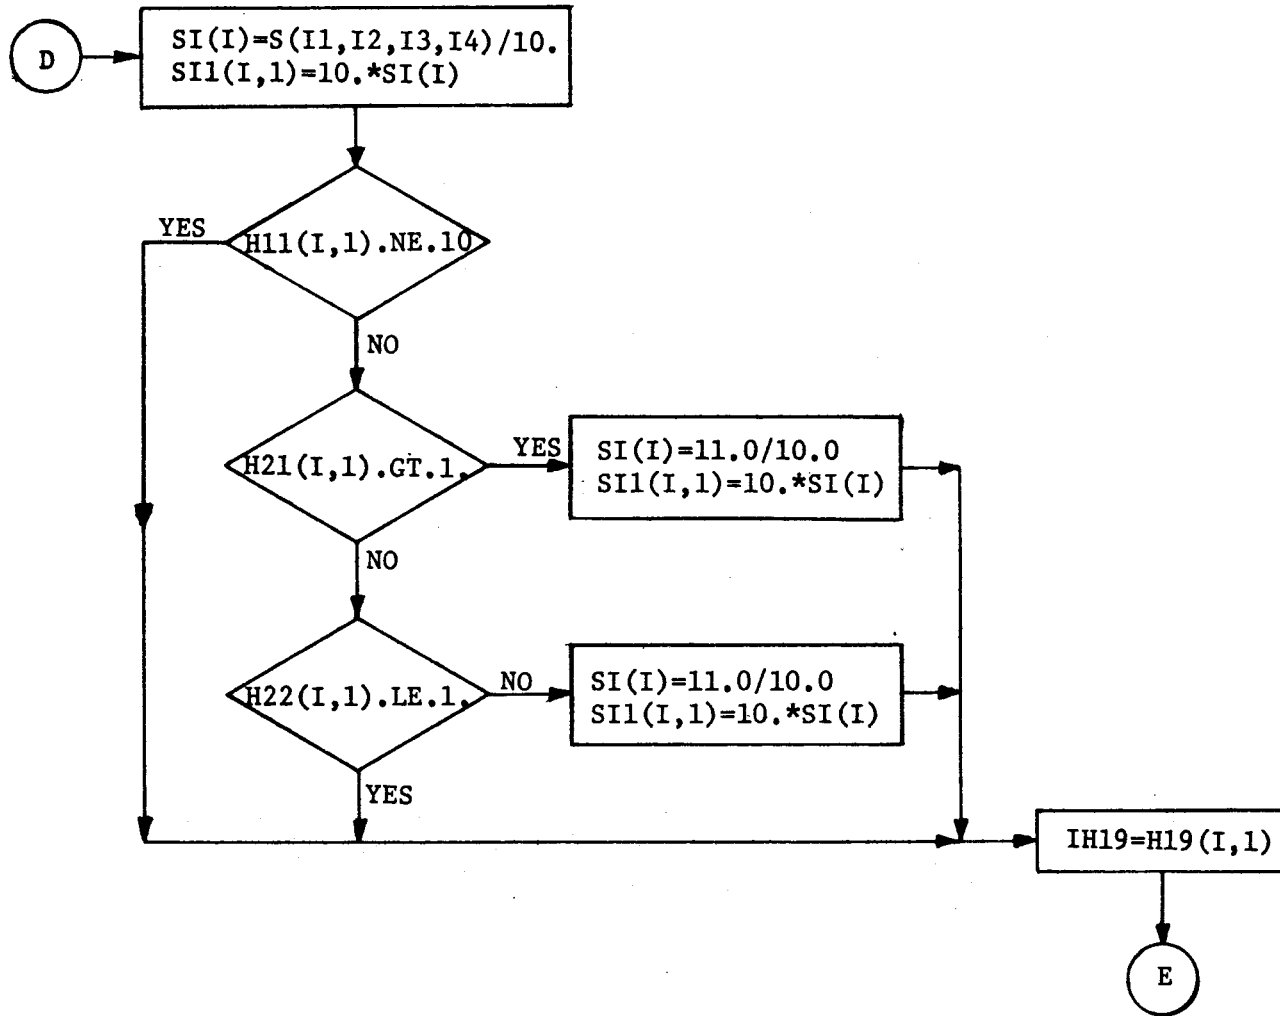 D
SI(I)=S(I1,I2,I3,I4)/10.
SI1(I,1)=10.*SI(I)
YES
H11(I,1).NE.10
NO
H21(I,1).GT.1.
YES
SI(I)=11.0/10.0
SI1(I,1)=10.*SI(I)
NO
H22(I,1).LE.1.
NO
SI(I)=11.0/10.0
SI1(I,1)=10.*SI(I)
YES
IH19=H19(I,1)
E